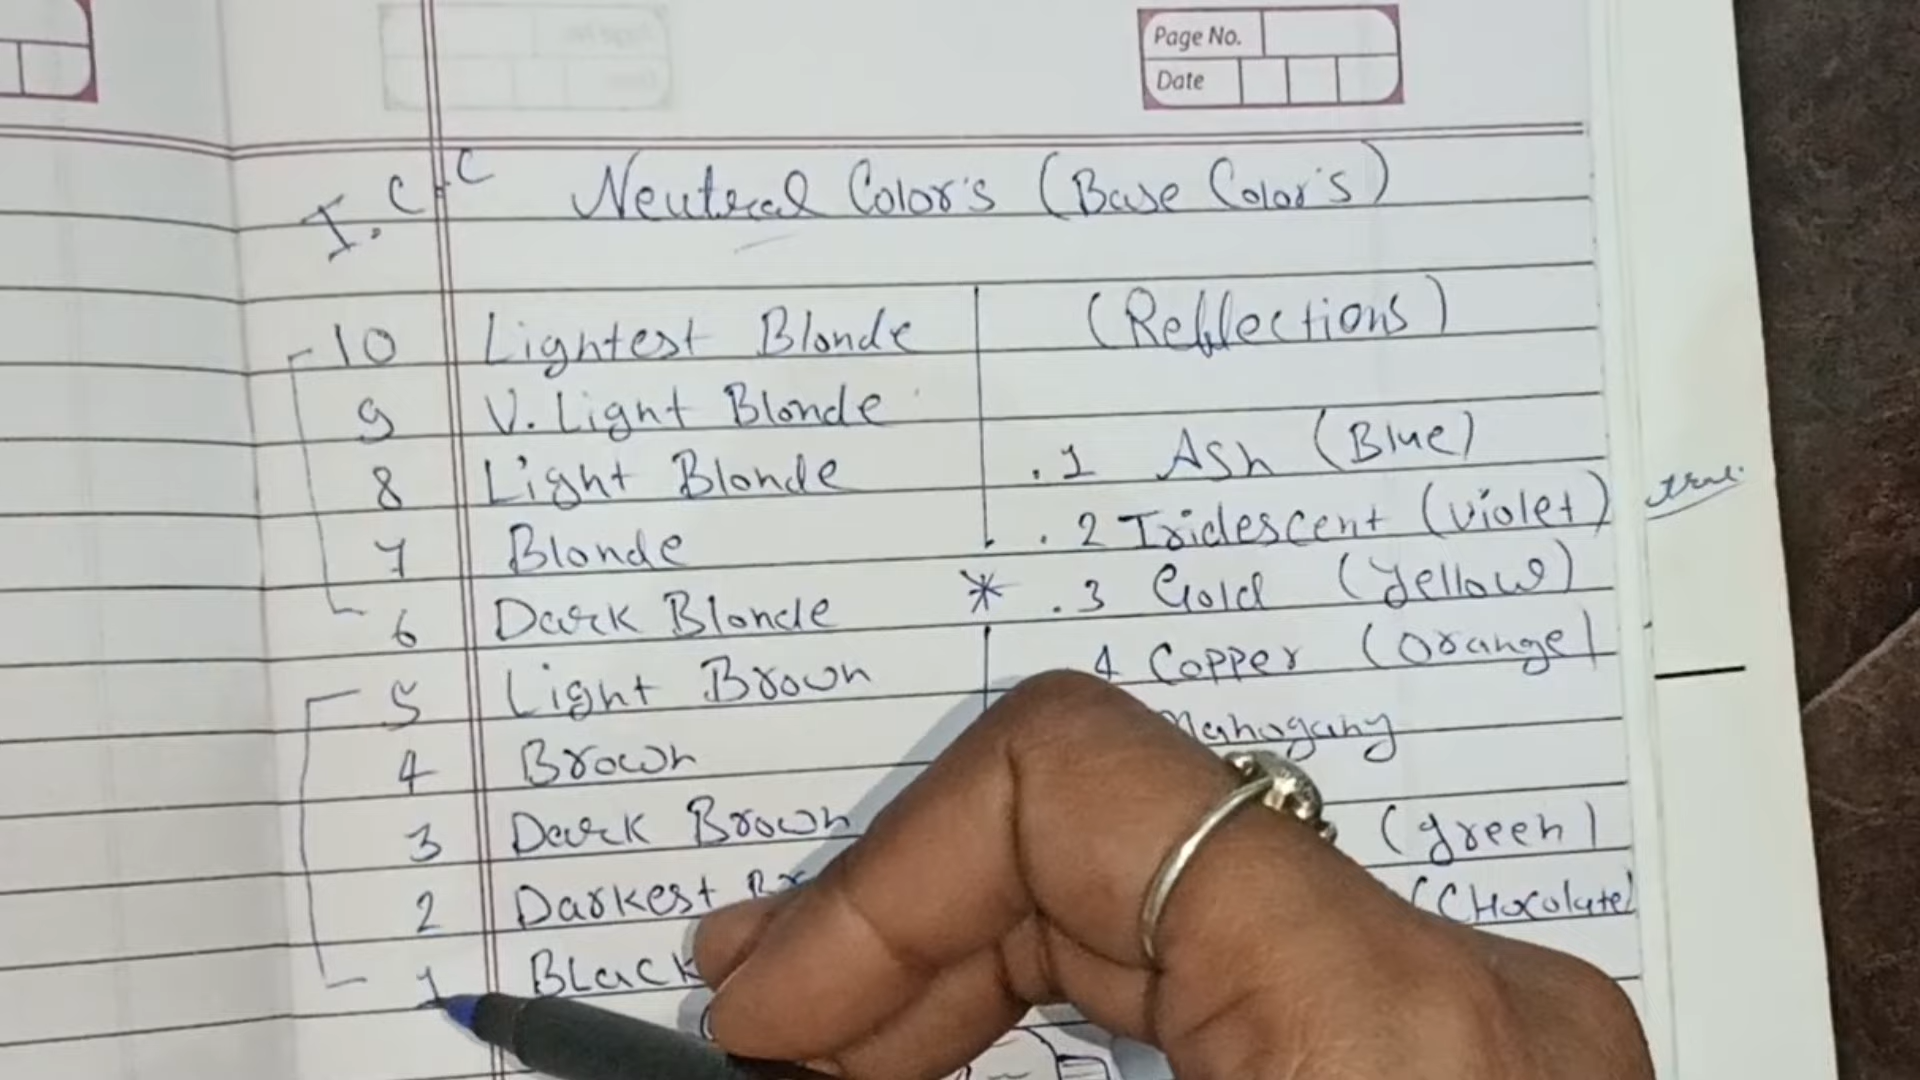 Page No.
Date
I.C.C Neutral Color's (Base Color's)
10 Lightest Blonde (Reflections)
9 V. Light Blonde
8 Light Blonde .1 Ash (Blue)
7 Blonde .2 Iridescent (Violet)
6 Dark Blonde * .3 Gold (Yellow)
5 Light Brown 4 Copper (Orange)
4 Brown Mahogany
3 Dark Brown (green)
2 Darkest (CHocolate)
1 Black